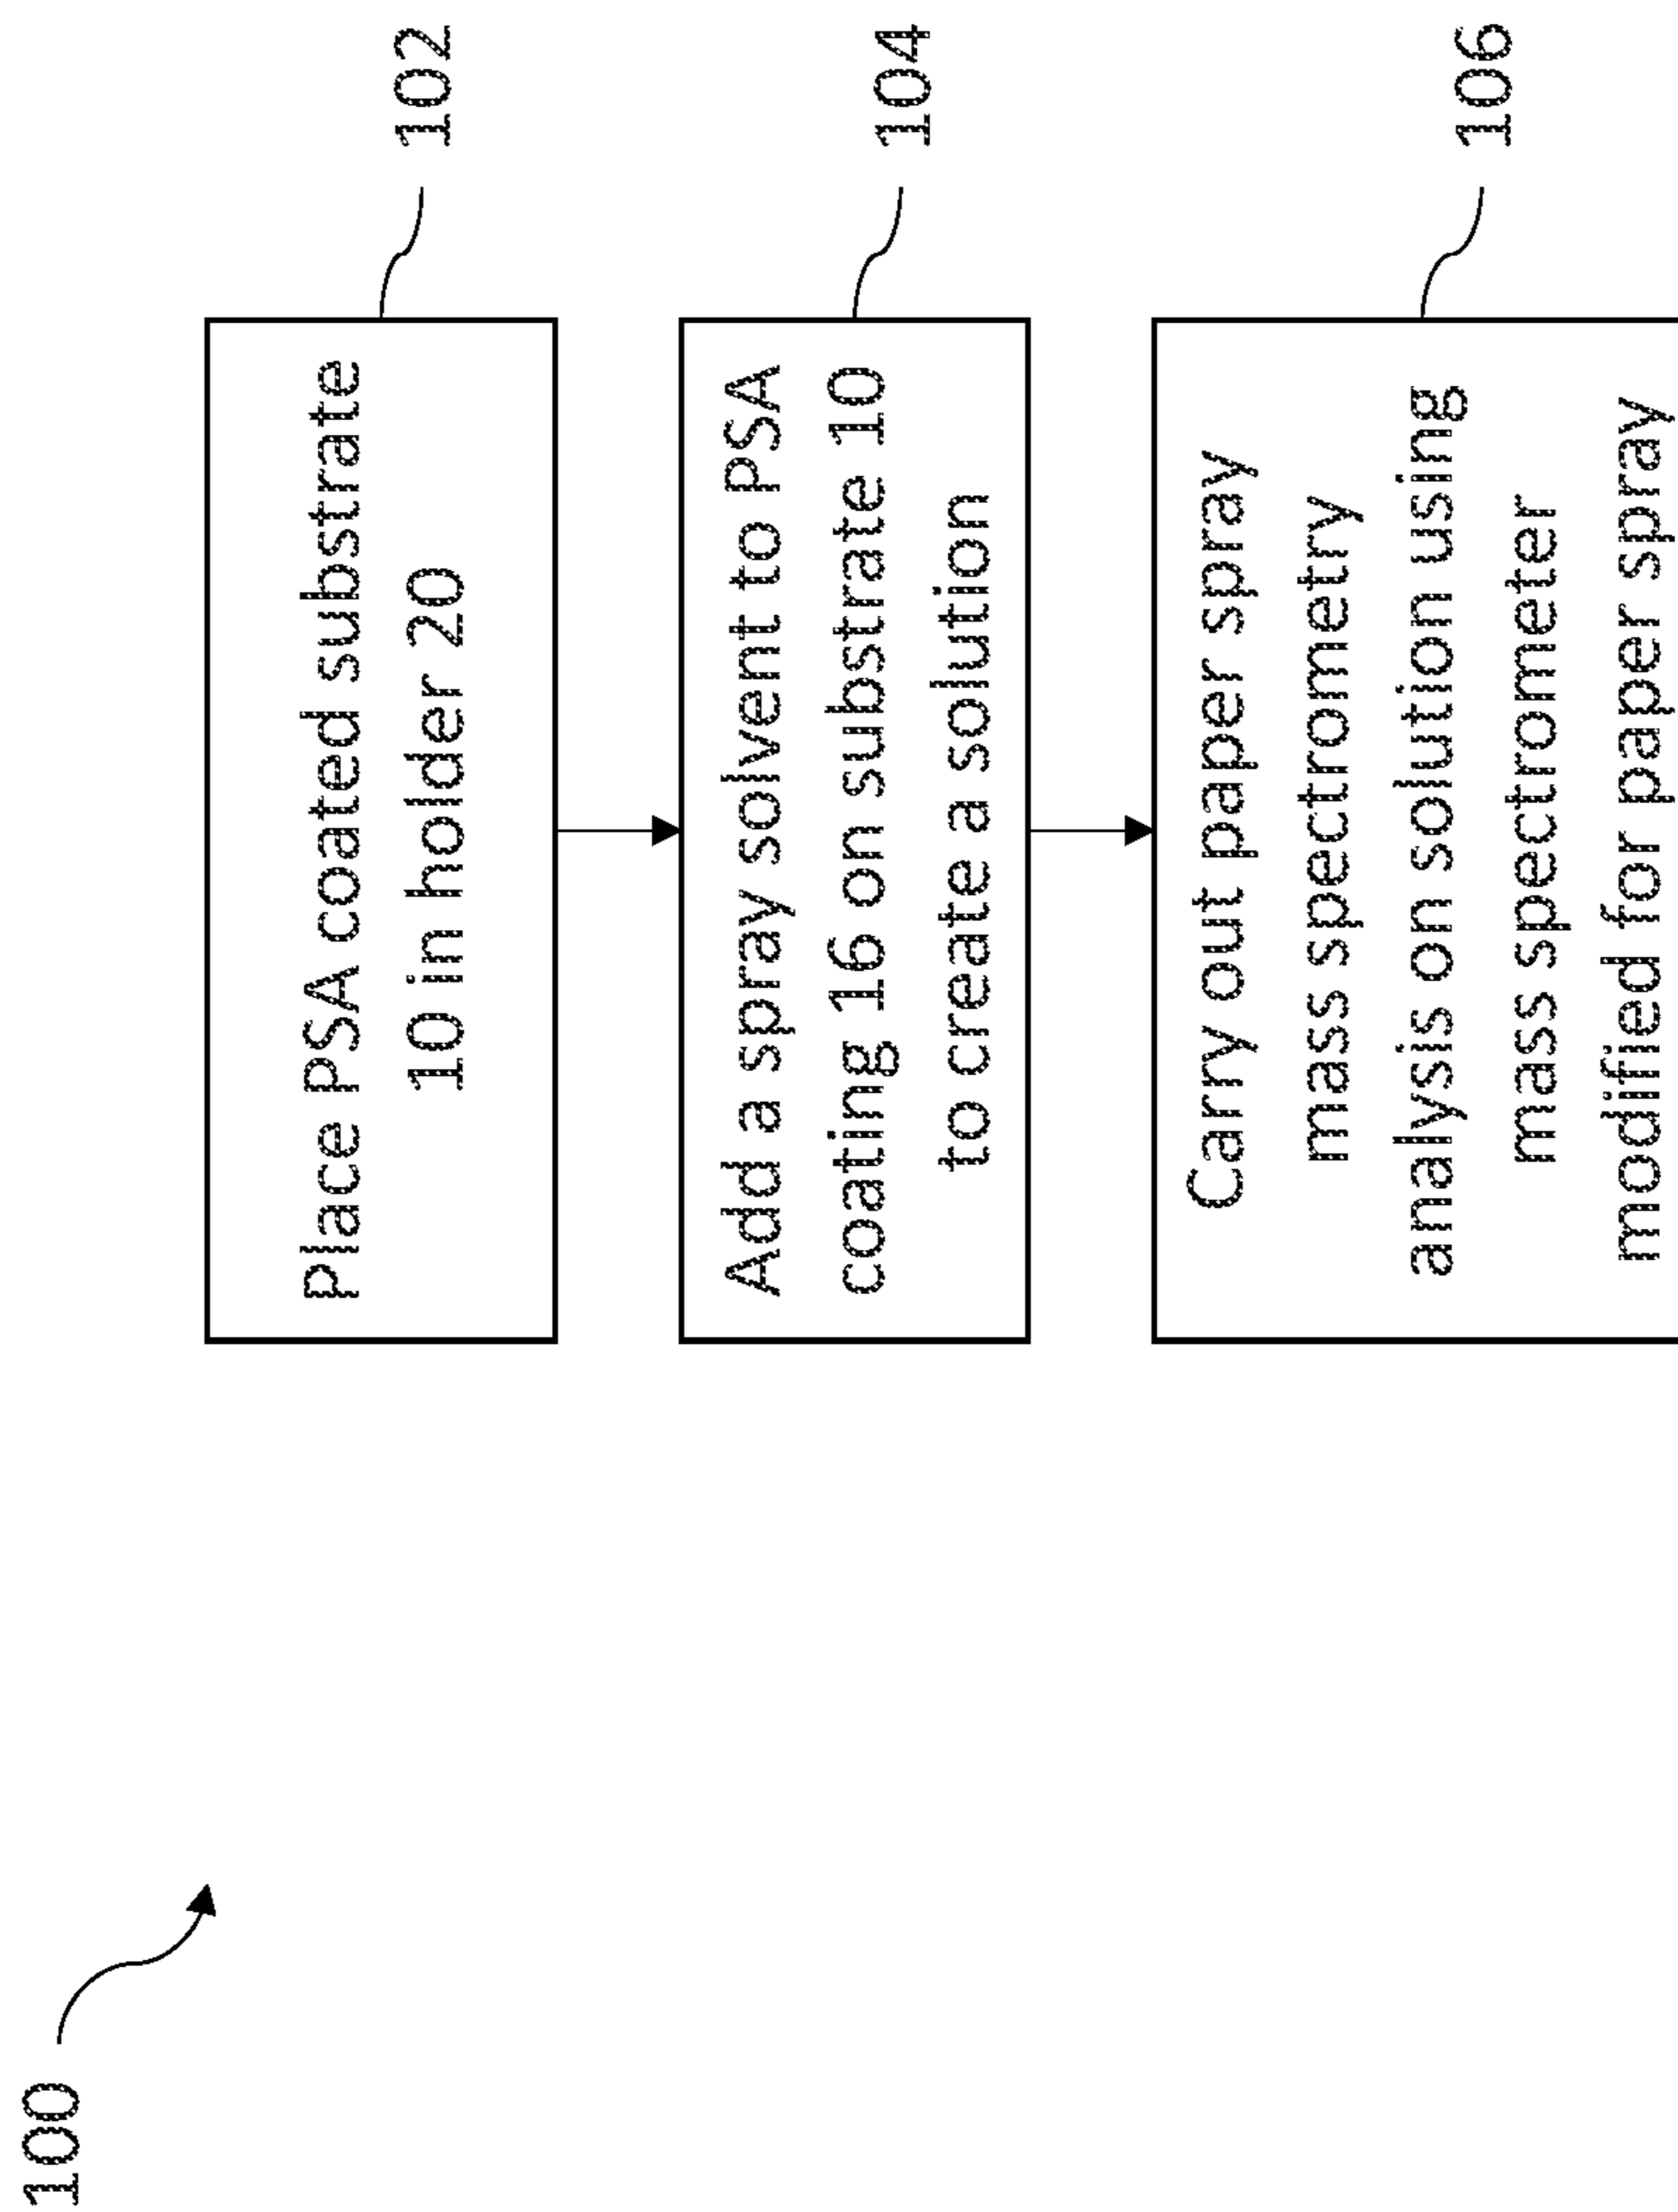 100
Place PSA coated substrate
10 in holder 20
102
Add a spray solvent to PSA
coating 16 on substrate 10
to create a solution
104
Carry out paper spray
mass spectrometry
analysis on solution using
mass spectrometer
modified for paper spray
106